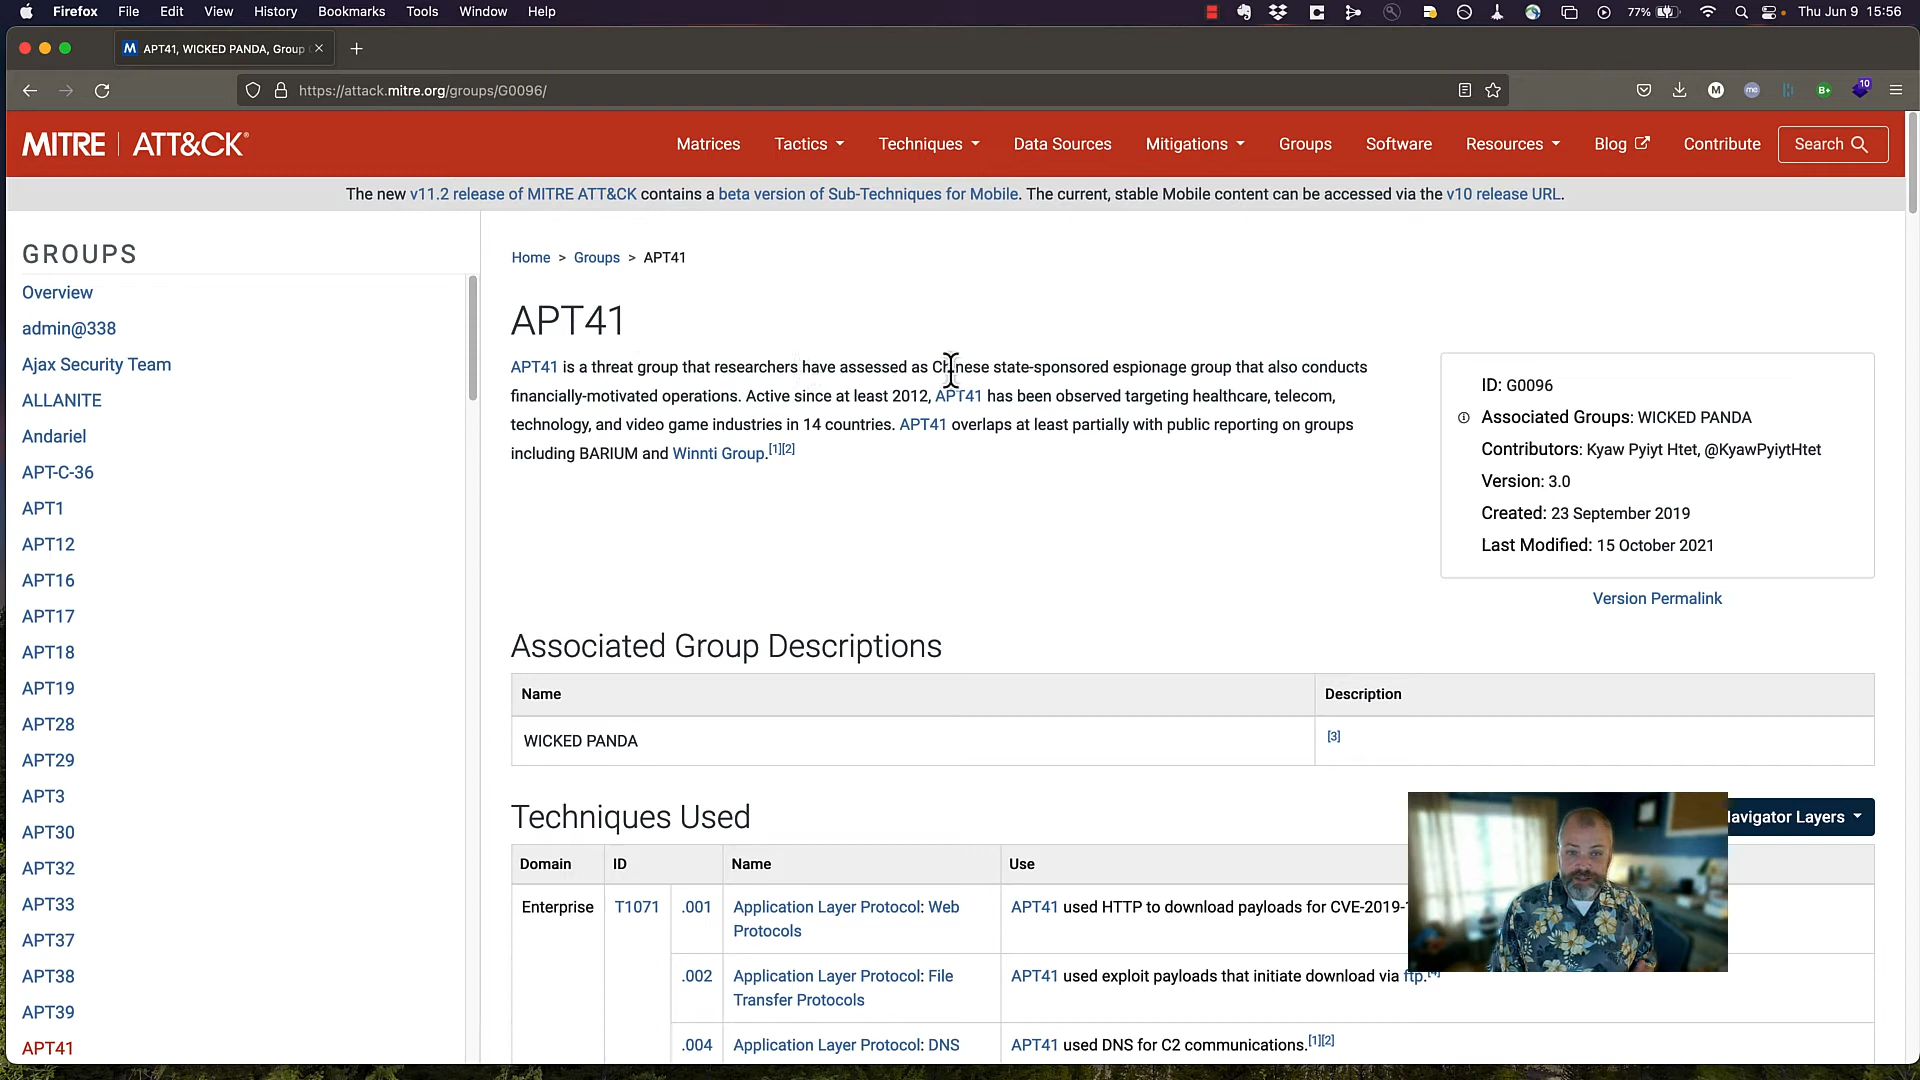 Firefox File Edit View History Bookmarks Tools Window Help 77% Thu Jun 9 15:56
M APT41, WICKED PANDA, Group
https://attack.mitre.org/groups/G0096/
M me B+ 10
MITRE | ATT&CK®
Matrices Tactics Techniques Data Sources Mitigations Groups Software Resources Blog Contribute Search
The new v11.2 release of MITRE ATT&CK contains a beta version of Sub-Techniques for Mobile. The current, stable Mobile content can be accessed via the v10 release URL.
GROUPS
Overview
admin@338
Ajax Security Team
ALLANITE
Andariel
APT-C-36
APT1
APT12
APT16
APT17
APT18
APT19
APT28
APT29
APT3
APT30
APT32
APT33
APT37
APT38
APT39
APT41
Home > Groups > APT41
APT41
APT41 is a threat group that researchers have assessed as Chinese state-sponsored espionage group that also conducts
financially-motivated operations. Active since at least 2012, APT41 has been observed targeting healthcare, telecom,
technology, and video game industries in 14 countries. APT41 overlaps at least partially with public reporting on groups
including BARIUM and Winnti Group.[1][2]
ID: G0096
Associated Groups: WICKED PANDA
Contributors: Kyaw Pyiyt Htet, @KyawPyiytHtet
Version: 3.0
Created: 23 September 2019
Last Modified: 15 October 2021
Version Permalink
Associated Group Descriptions
Name Description
WICKED PANDA [3]
Techniques Used
Navigator Layers
Domain ID Name Use
Enterprise T1071 .001 Application Layer Protocol: Web
Protocols
APT41 used HTTP to download payloads for CVE-2019-
.002 Application Layer Protocol: File
Transfer Protocols
APT41 used exploit payloads that initiate download via ftp.[4]
.004 Application Layer Protocol: DNS APT41 used DNS for C2 communications.[1][2]